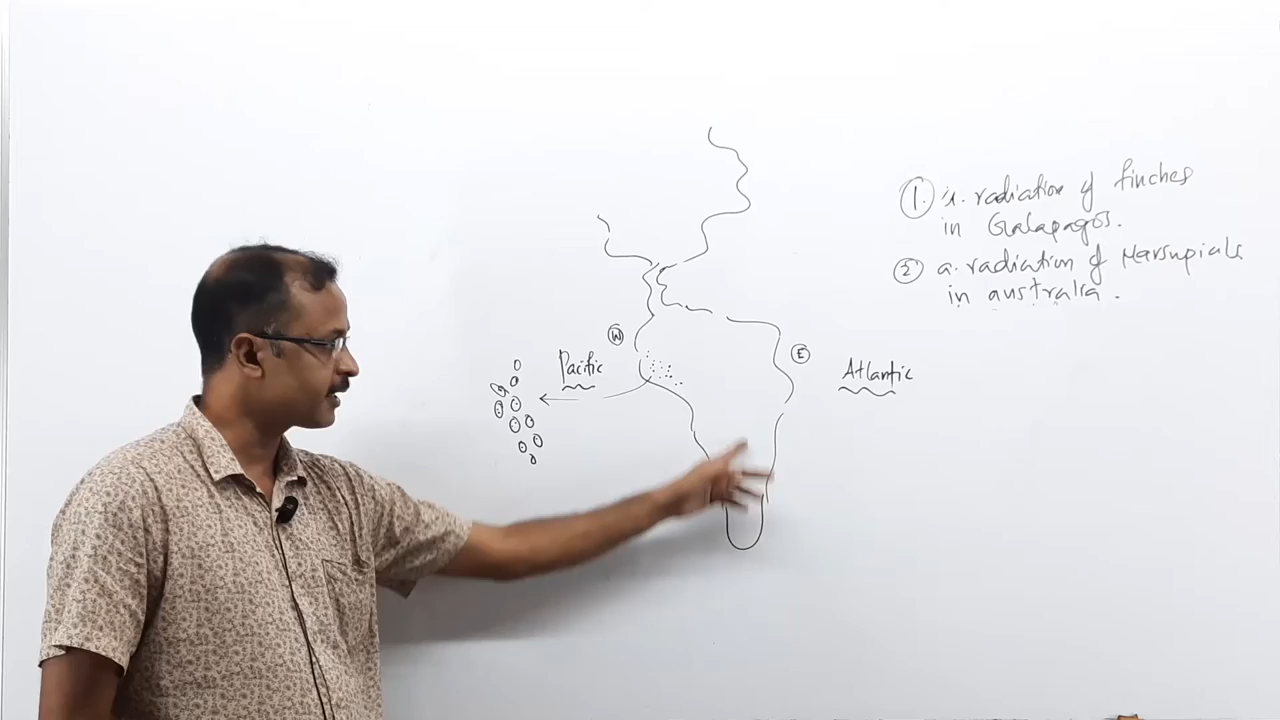 1. a. radiation of finches
in Galapagos.
2 a. radiation of Marsupials
in australia.
W
E
Pacific
Atlantic